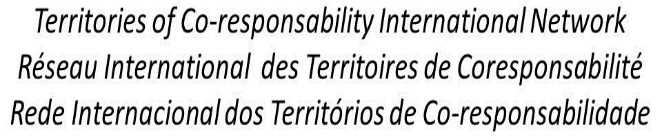 Territories of Co-responsability International Network
Réseau International des Territoires de Coresponsabilité
Rede Internacional dos Territórios de Co-responsabilidade